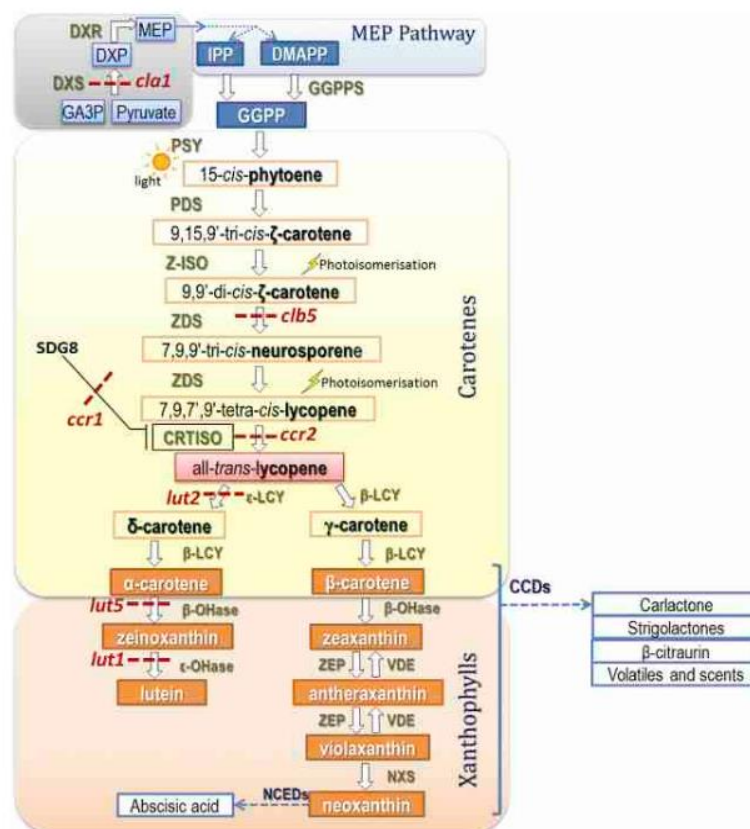 DXR MEP MEP Pathway
DXP IPP DMAPP
DXS cla1
GGPPS
GA3P Pyruvate
GGPP
PSY
light
15-cis-phytoene
PDS
9,15,9'-tri-cis-ζ-carotene
Z-ISO Photoisomerisation
9,9'-di-cis-ζ-carotene
ZDS clb5
SDG8
7,9,9'-tri-cis-neurosporene
ZDS Photoisomerisation
7,9,7',9'-tetra-cis-lycopene
ccr1
CRTISO ccr2
all-trans-lycopene
lut2 ε-LCY β-LCY
δ-carotene γ-carotene
β-LCY β-LCY
α-carotene β-carotene
Carotenes
CCDs
lut5 β-OHase β-OHase
zeinoxanthin zeaxanthin
lut1 ε-OHase ZEP VDE
lutein antheraxanthin
ZEP VDE
violaxanthin
NXS
Abscisic acid NCEDs neoxanthin
Xanthophylls
Carlactone
Strigolactones
β-citraurin
Volatiles and scents